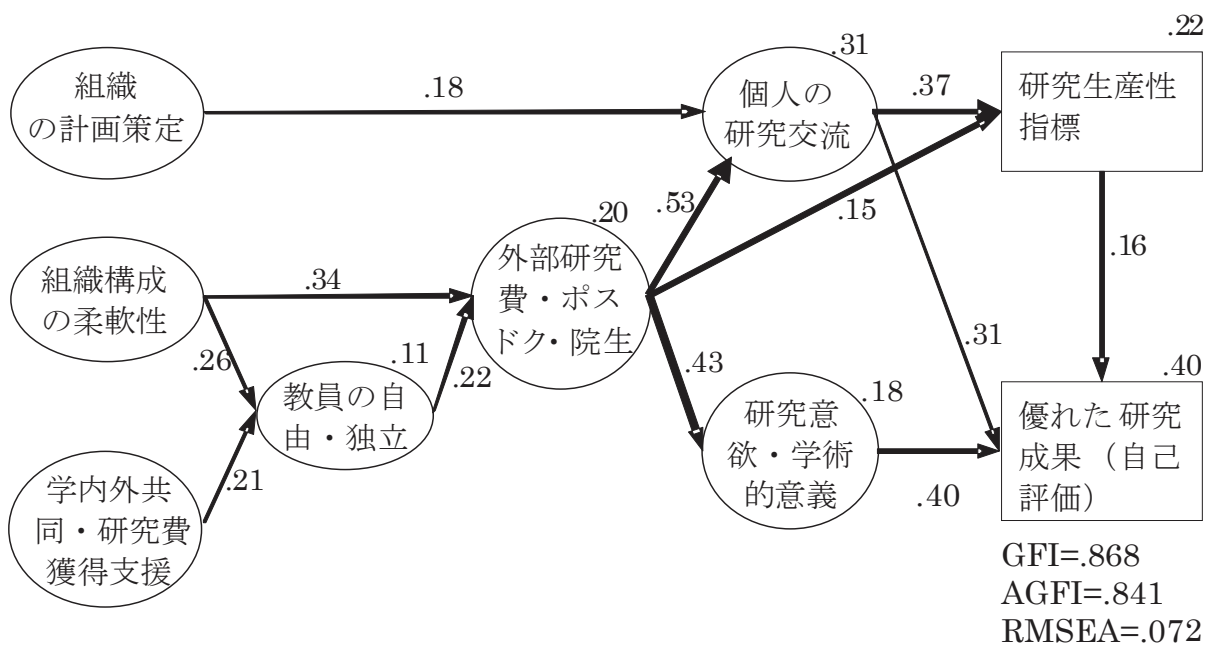 .22
.31
組織
の計画策定
.18
個人の
研究交流
.37
研究生産性
指標
.53
.15
.20
外部研究
費・ポス
ドク・院生
.16
組織構成
の柔軟性
.34
.26
.11
.22
.43
.31
.40
教員の自
由・独立
.18
研究意
欲・学術
的意義
優れた 研究
成果 （自己
評価）
.21
.40
学内外共
同・研究費
獲得支援
GFI=.868
AGFI=.841
RMSEA=.072